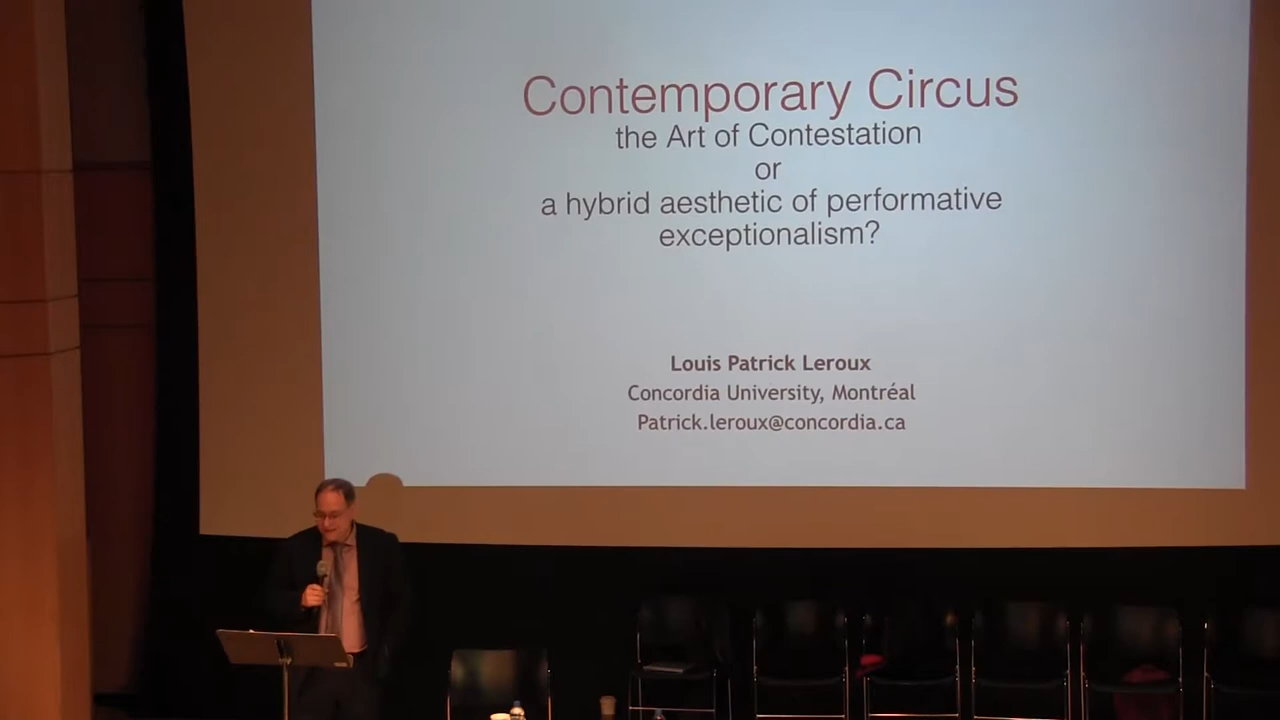 Contemporary Circus
the Art of Contestation
or
a hybrid aesthetic of performative
exceptionalism?
Louis Patrick Leroux
Concordia University, Montréal
Patrick.leroux@concordia.ca